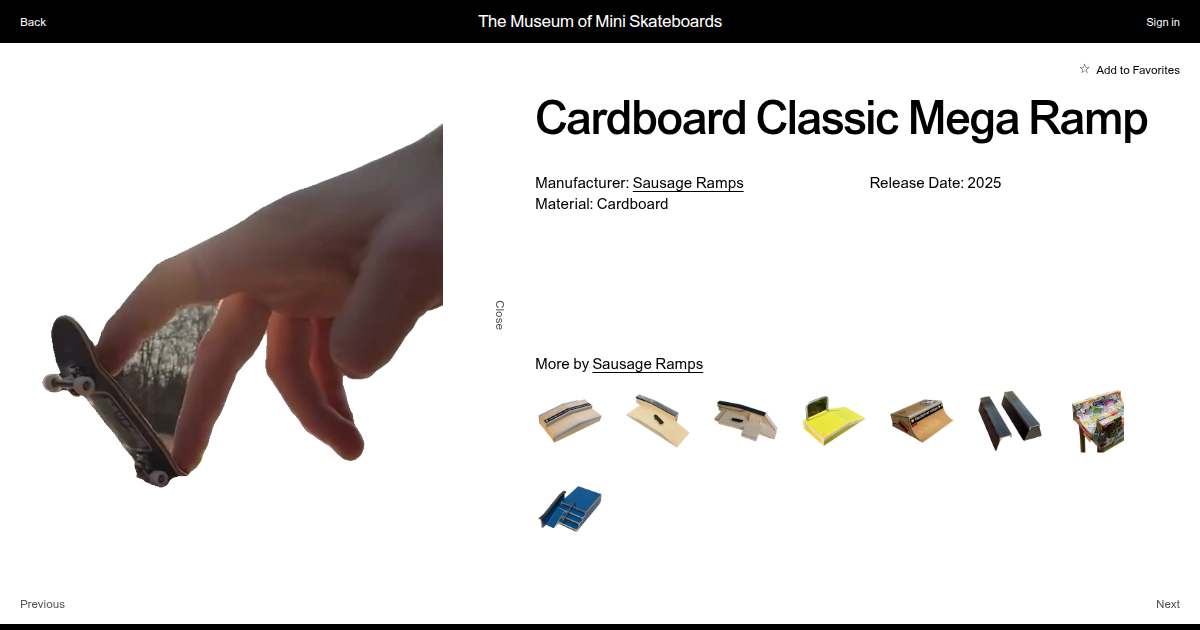 Back
The Museum of Mini Skateboards
Sign in
☆ Add to Favorites
Cardboard Classic Mega Ramp
Manufacturer: Sausage Ramps
Release Date: 2025
Material: Cardboard
Close
More by Sausage Ramps
Previous
Next